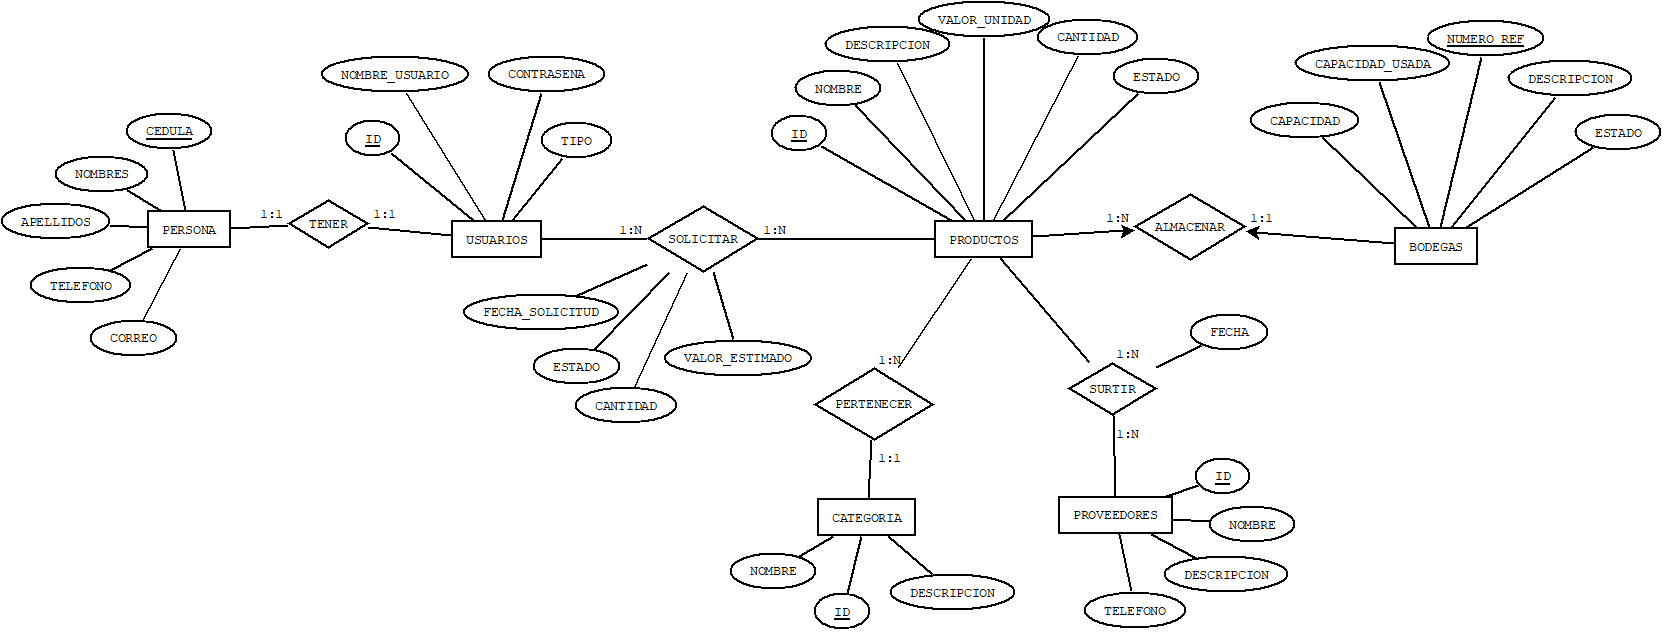 VALOR_UNIDAD
DESCRIPCION
CANTIDAD
NUMERO_REF
CAPACIDAD_USADA
NOMBRE_USUARIO
CONTRASENA
NOMBRE
ESTADO
DESCRIPCION
CEDULA
ID
TIPO
ID
CAPACIDAD
ESTADO
NOMBRES
APELLIDOS
PERSONA
1:1
TENER
1:1
USUARIOS
1:N
SOLICITAR
1:N
PRODUCTOS
1:N
ALMACENAR
1:1
BODEGAS
TELEFONO
CORREO
FECHA_SOLICITUD
ESTADO
VALOR_ESTIMADO
CANTIDAD
FECHA
1:N
PERTENECER
1:1
1:N
SURTIR
1:N
CATEGORIA
NOMBRE
ID
DESCRIPCION
PROVEEDORES
ID
NOMBRE
DESCRIPCION
TELEFONO